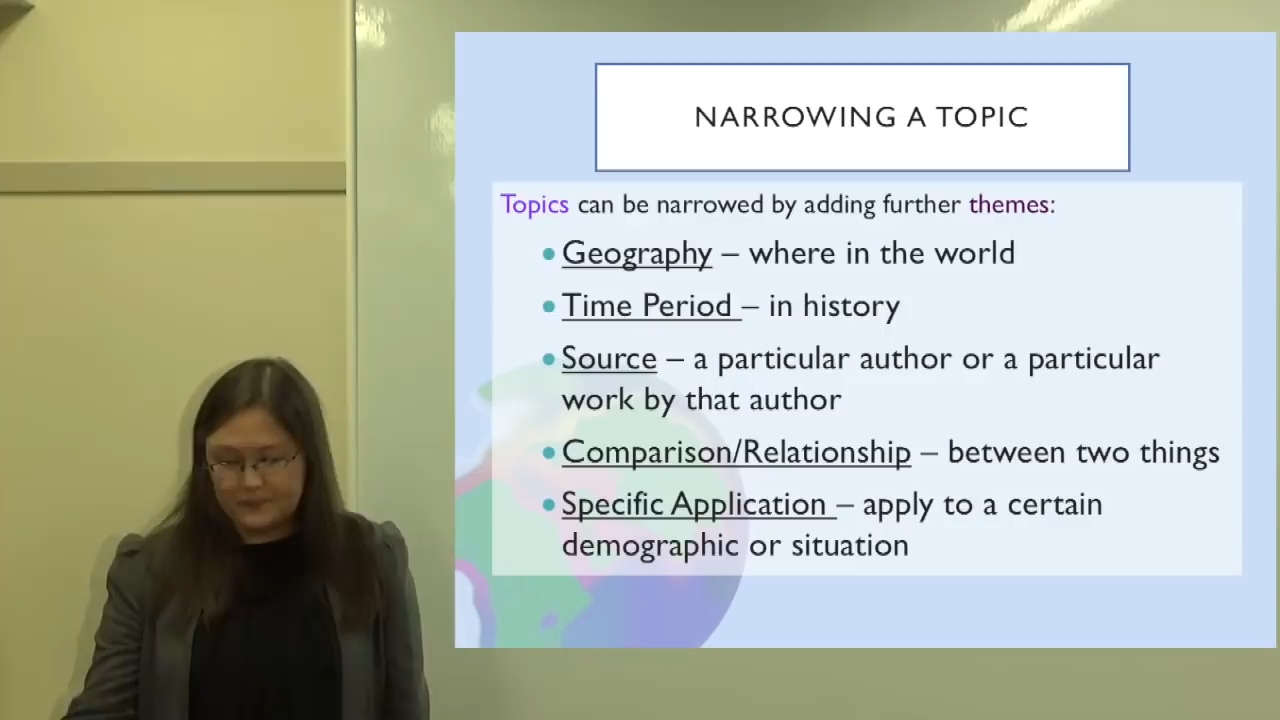 NARROWING A TOPIC
Topics can be narrowed by adding further themes:
• Geography – where in the world
• Time Period – in history
• Source – a particular author or a particular
work by that author
• Comparison/Relationship – between two things
• Specific Application – apply to a certain
demographic or situation